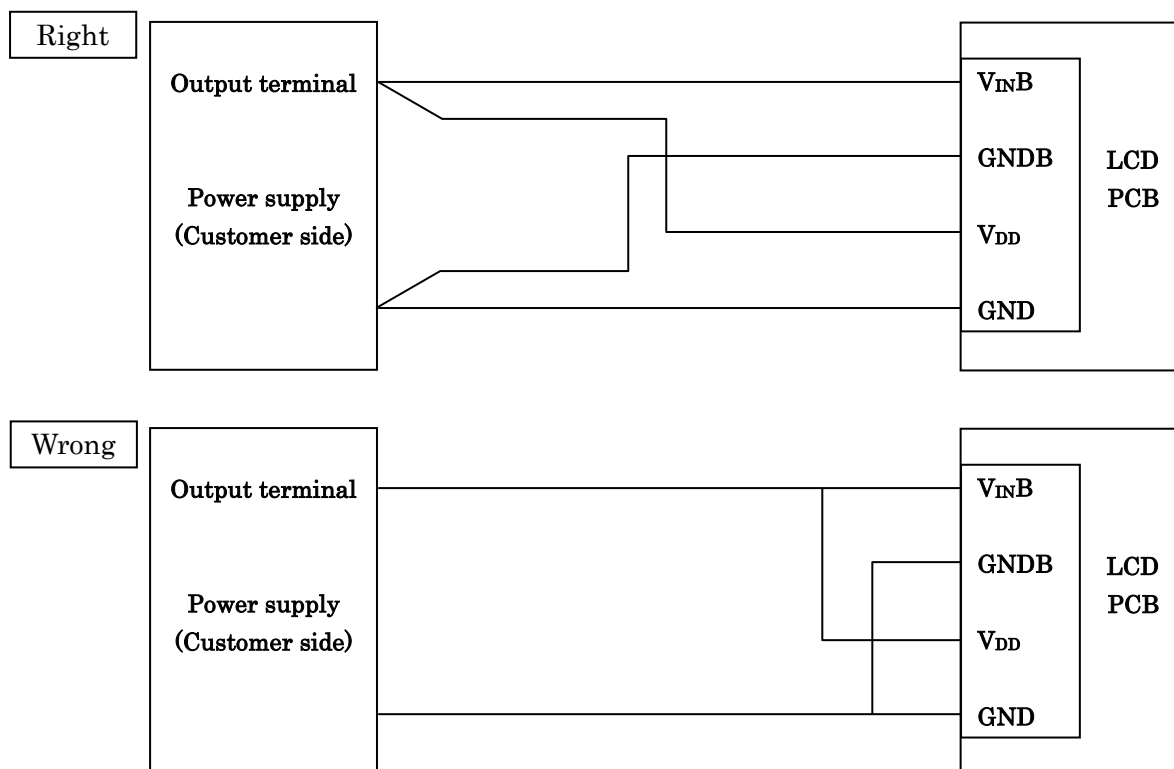 Right
Output terminal
Power supply
(Customer side)
VINB
GNDB
VDD
GND
LCD
PCB
Wrong
Output terminal
Power supply
(Customer side)
VINB
GNDB
VDD
GND
LCD
PCB